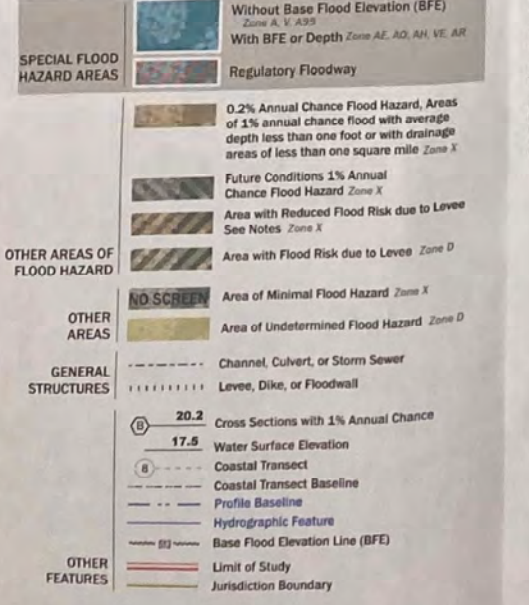 Without Base Flood Elevation (BFE)
Zone A, V, A99
With BFE or Depth Zone AE, AO, AH, VE, AR
SPECIAL FLOOD
HAZARD AREAS
Regulatory Floodway
0.2% Annual Chance Flood Hazard, Areas
of 1% annual chance flood with average
depth less than one foot or with drainage
areas of less than one square mile Zone X
Future Conditions 1% Annual
Chance Flood Hazard Zone X
Area with Reduced Flood Risk due to Levee
See Notes Zone X
OTHER AREAS OF
FLOOD HAZARD
Area with Flood Risk due to Levee Zone D
NO SCREEN
Area of Minimal Flood Hazard Zone X
OTHER
AREAS
Area of Undetermined Flood Hazard Zone D
GENERAL
STRUCTURES
Channel, Culvert, or Storm Sewer
Levee, Dike, or Floodwall
B 20.2 Cross Sections with 1% Annual Chance
17.5 Water Surface Elevation
8 Coastal Transect
Coastal Transect Baseline
Profile Baseline
Hydrographic Feature
Base Flood Elevation Line (BFE)
OTHER
FEATURES
Limit of Study
Jurisdiction Boundary